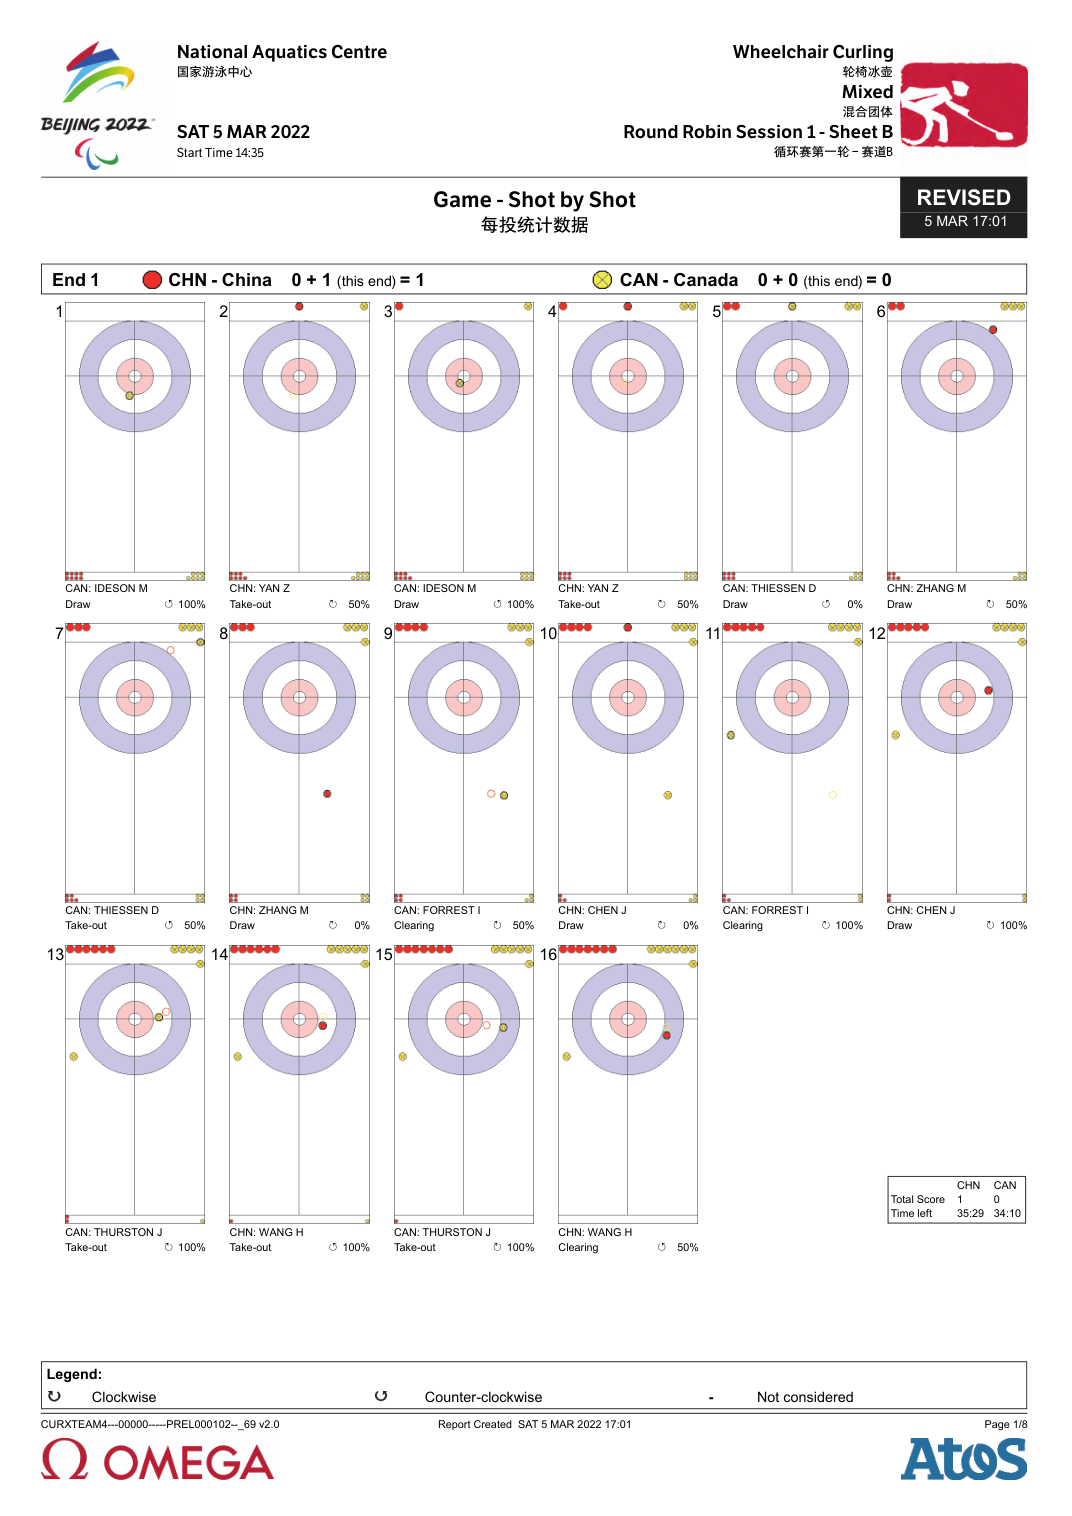 National Aquatics Centre
国家游泳中心
Wheelchair Curling
轮椅冰壶
Mixed
混合团体
BEIJING 2022
SAT 5 MAR 2022
Start Time 14:35
Round Robin Session 1 - Sheet B
循环赛第一轮 – 赛道B
Game - Shot by Shot
每投统计数据
REVISED
5 MAR 17:01
End 1 CHN - China 0 + 1 (this end) = 1 CAN - Canada 0 + 0 (this end) = 0
1 2 3 4 5 6
CAN: IDESON M CHN: YAN Z CAN: IDESON M CHN: YAN Z CAN: THIESSEN D CHN: ZHANG M
Draw ↺ 100% Take-out ↻ 50% Draw ↺ 100% Take-out ↻ 50% Draw ↺ 0% Draw ↻ 50%
7 8 9 10 11 12
CAN: THIESSEN D CHN: ZHANG M CAN: FORREST I CHN: CHEN J CAN: FORREST I CHN: CHEN J
Take-out ↺ 50% Draw ↻ 0% Clearing ↻ 50% Draw ↻ 0% Clearing ↻ 100% Draw ↻ 100%
13 14 15 16
CAN: THURSTON J CHN: WANG H CAN: THURSTON J CHN: WANG H
Take-out ↻ 100% Take-out ↺ 100% Take-out ↺ 100% Clearing ↺ 50%
CHN CAN
Total Score 1 0
Time left 35:29 34:10
Legend:
↻ Clockwise ↺ Counter-clockwise - Not considered
CURXTEAM4---00000-----PREL000102--_69 v2.0 Report Created SAT 5 MAR 2022 17:01 Page 1/8
OMEGA
Atos